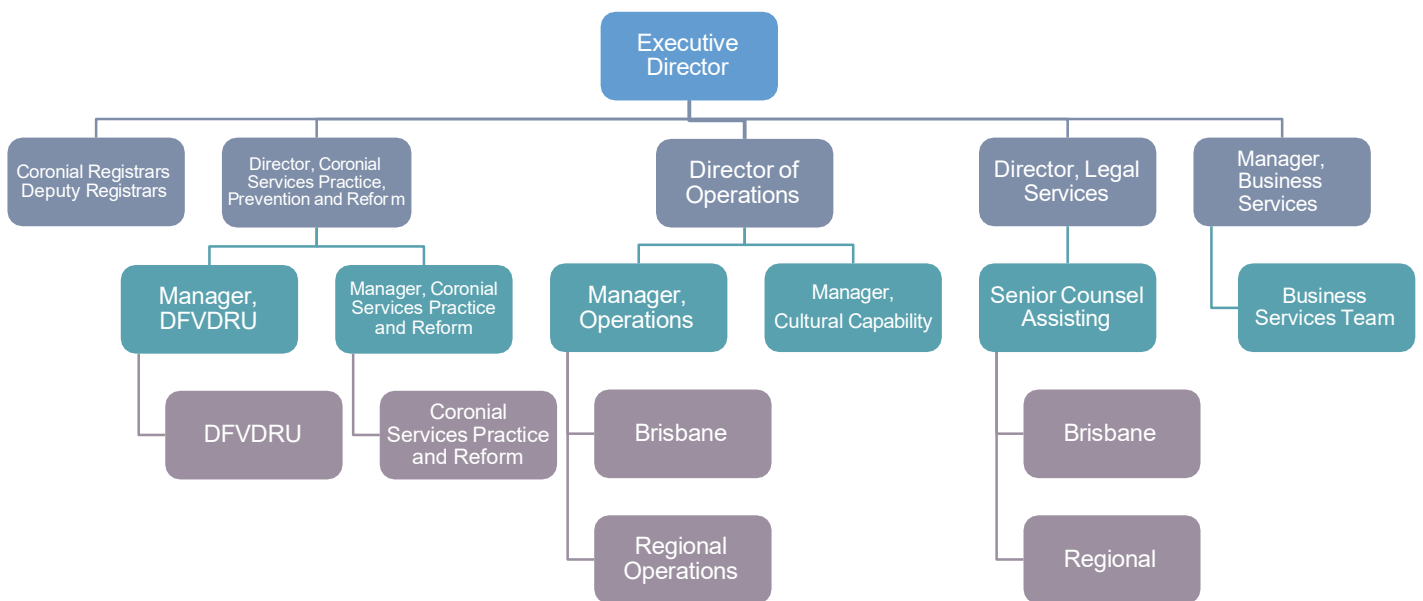 Executive
Director
Coronial Registrars
Deputy Registrars
Director, Coronial
Services Practice,
Prevention and Reform
Director of
Operations
Director, Legal
Services
Manager,
Business
Services
Manager,
DFVDRU
Manager, Coronial
Services Practice
and Reform
Manager,
Operations
Manager,
Cultural Capability
Senior Counsel
Assisting
Business
Services Team
DFVDRU
Coronial
Services Practice
and Reform
Brisbane
Brisbane
Regional
Operations
Regional